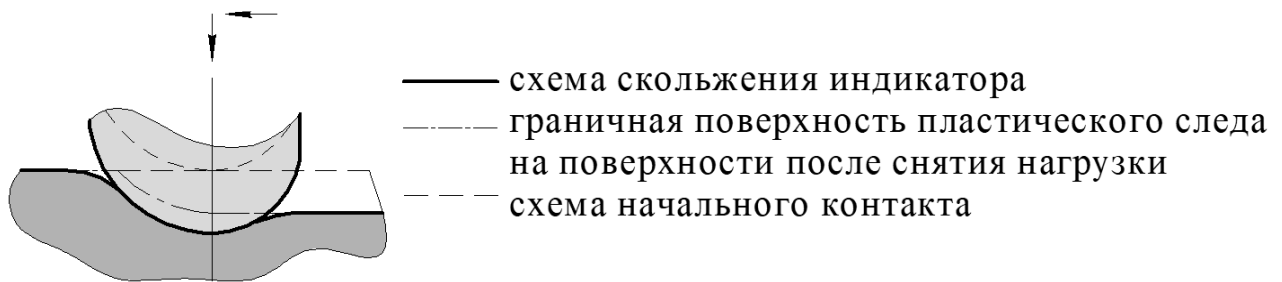 схема скольжения индикатора
граничная поверхность пластического следа
на поверхности после снятия нагрузки
схема начального контакта